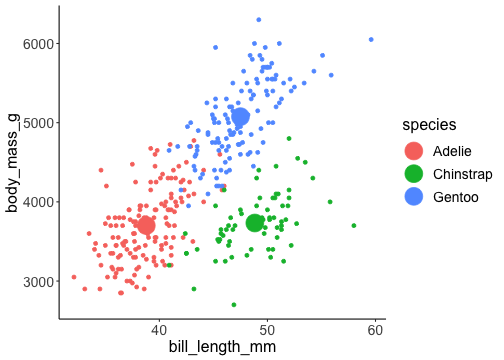 6000
5000
4000
3000
body_mass_g
40
50
60
bill_length_mm
species
Adelie
Chinstrap
Gentoo